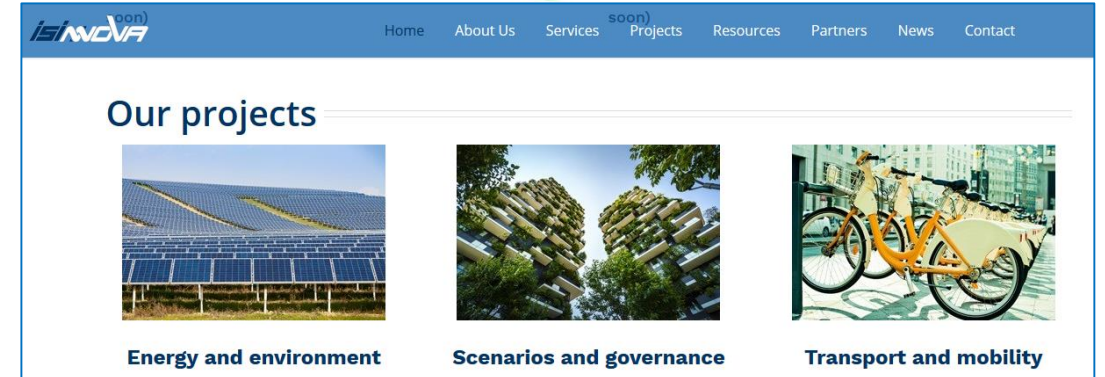 oon)
soon)
isinnova
Home About Us Services Projects Resources Partners News Contact
Our projects
Energy and environment
Scenarios and governance
Transport and mobility